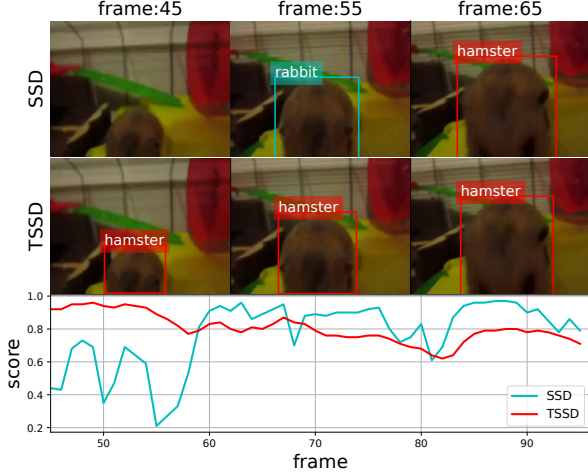 frame:45 frame:55 frame:65
SSD
rabbit
hamster
TSSD
hamster
hamster
hamster
1.0
0.8
0.6
0.4
0.2
score
50 60 70 80 90
frame
SSD
TSSD